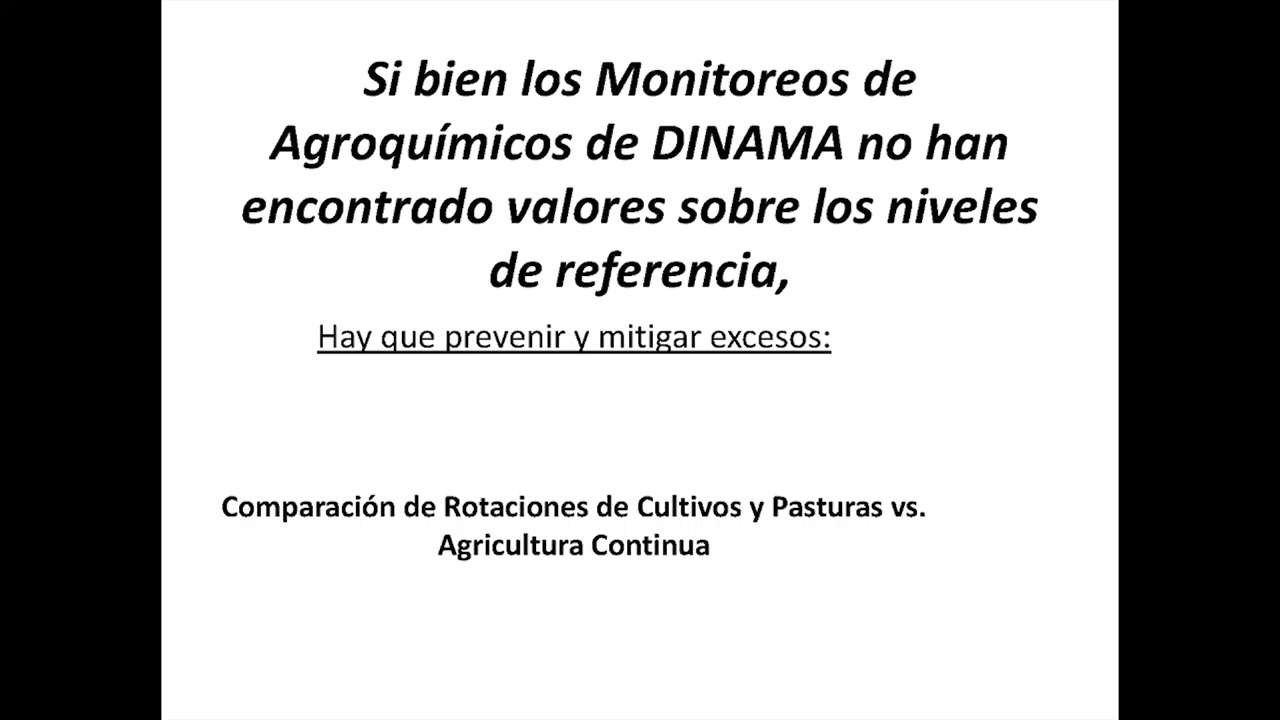 Si bien los Monitoreos de
Agroquímicos de DINAMA no han
encontrado valores sobre los niveles
de referencia,
Hay que prevenir y mitigar excesos:
Comparación de Rotaciones de Cultivos y Pasturas vs.
Agricultura Continua